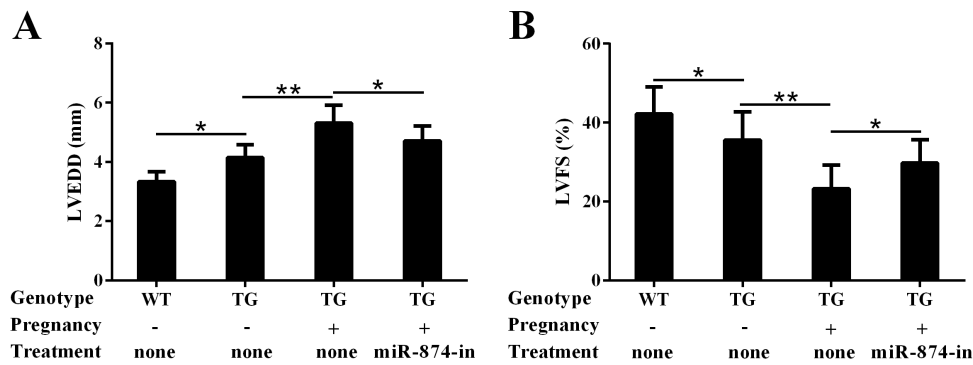 A
B
8
6
4
2
0
LVEDD (mm)
*
**
*
60
40
20
0
LVFS (%)
*
**
*
Genotype WT TG TG TG
Pregnancy - - + +
Treatment none none none miR-874-in
Genotype WT TG TG TG
Pregnancy - - + +
Treatment none none none miR-874-in